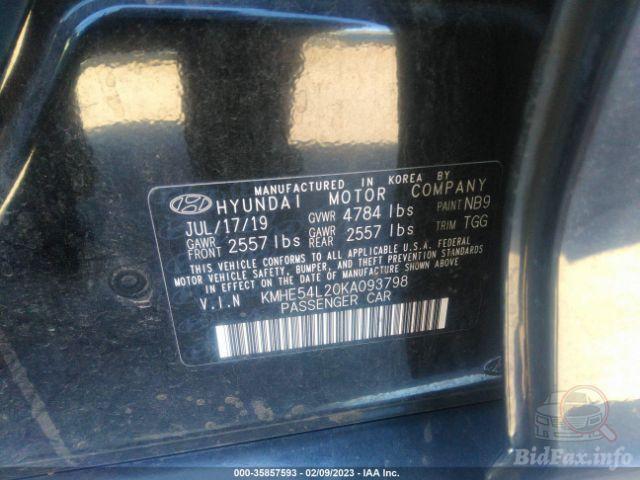 MANUFACTURED IN KOREA BY
HYUNDAI MOTOR COMPANY
JUL/17/19 GVWR 4784 lbs PAINT NB9
GAWR FRONT 2557 lbs GAWR REAR 2557 lbs TRIM TGG
THIS VEHICLE CONFORMS TO ALL APPLICABLE U.S.A. FEDERAL
MOTOR VEHICLE SAFETY, BUMPER, AND THEFT PREVENTION STANDARDS
IN EFFECT ON THE DATE OF MANUFACTURE SHOWN ABOVE.
V.I.N KMHE54L20KA093798
PASSENGER CAR
000-35857593 - 02/09/2023 - IAA Inc.
BidFax.info